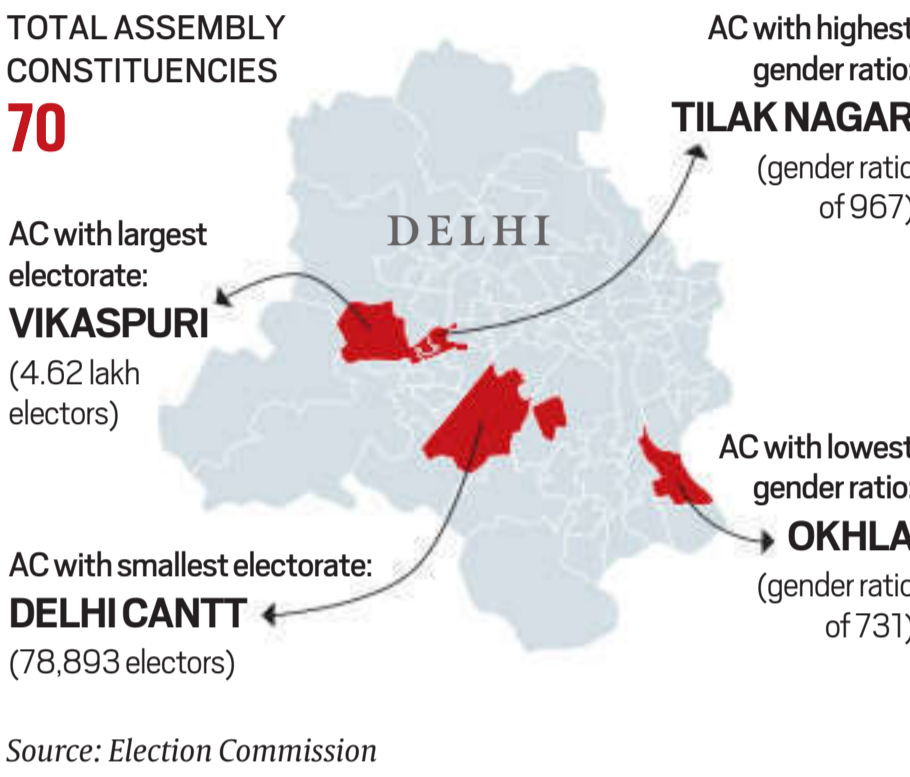 TOTAL ASSEMBLY
CONSTITUENCIES
70
AC with largest
electorate:
VIKASPURI
(4.62 lakh
electors)
AC with smallest electorate:
DELHI CANTT
(78,893 electors)
DELHI
AC with highest
gender ratio:
TILAK NAGAR
(gender ratio
of 967)
AC with lowest
gender ratio:
OKHLA
(gender ratio
of 731)
Source: Election Commission